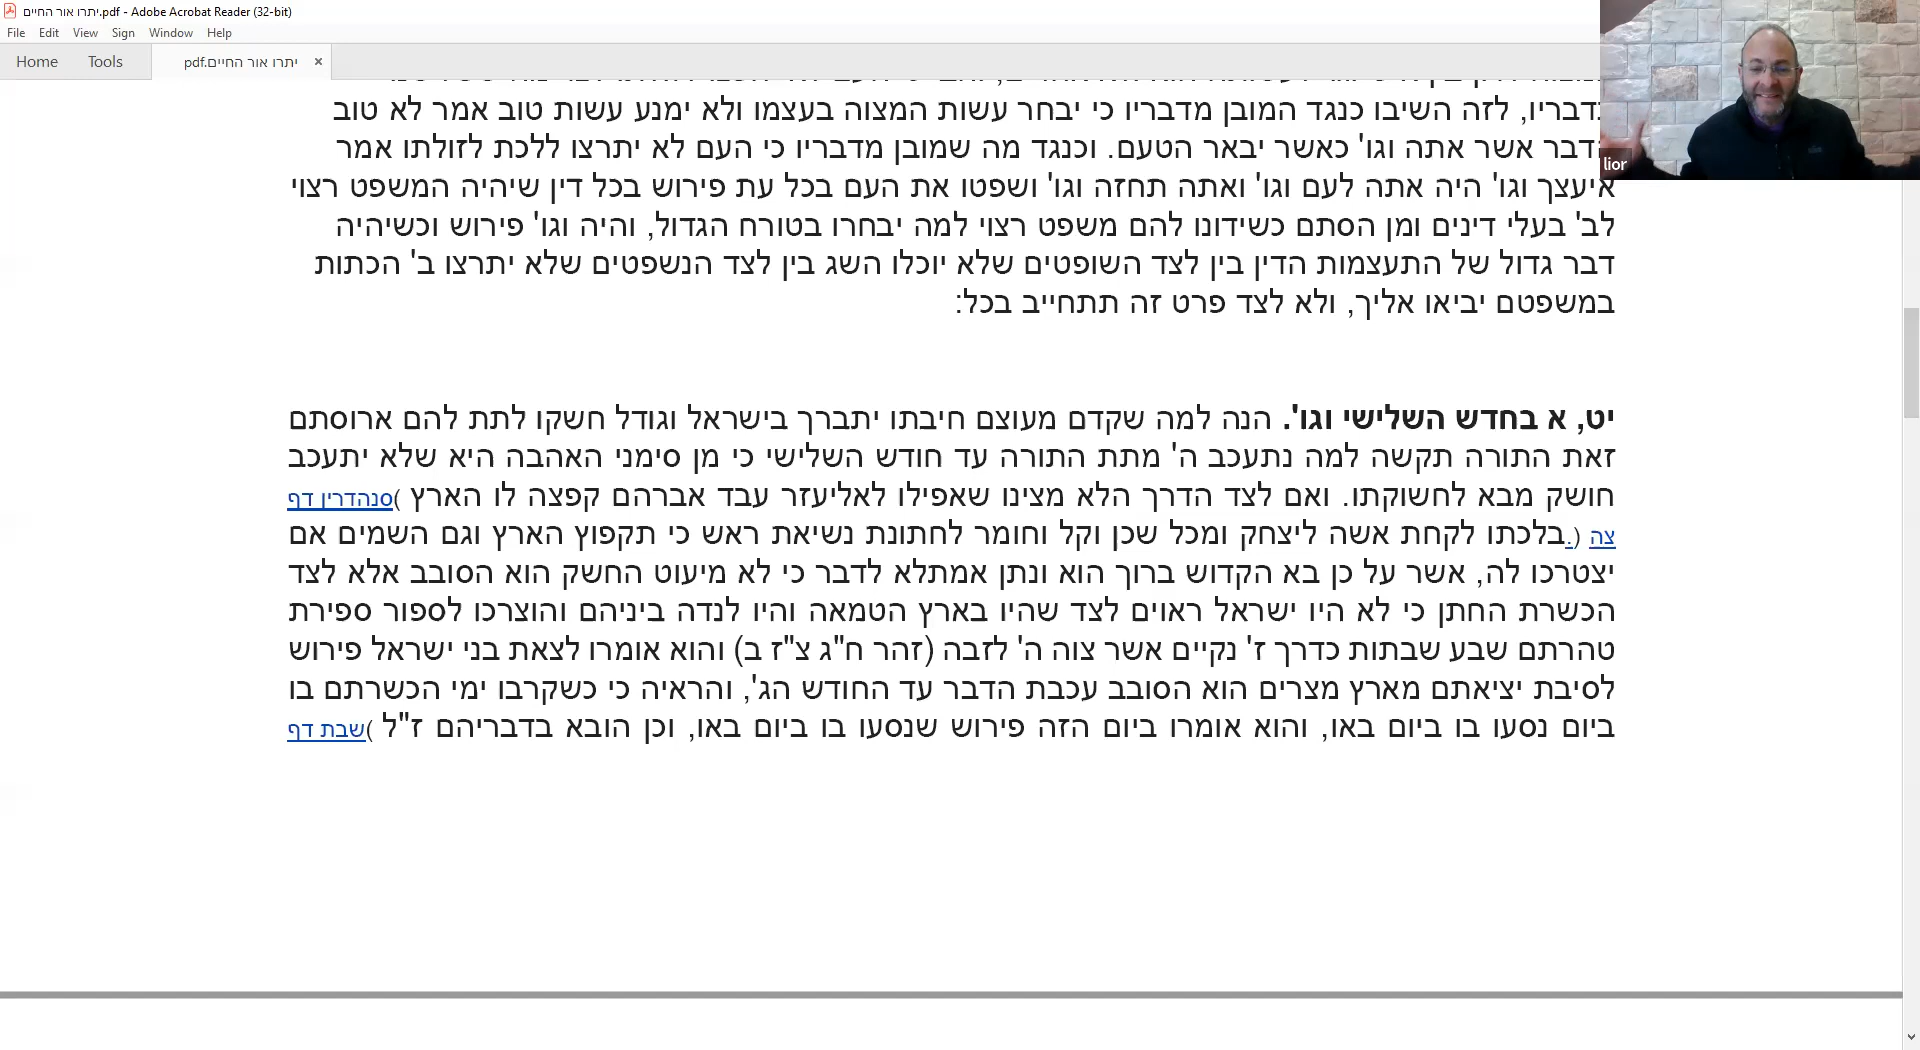 יתרו אור החיים.pdf - Adobe Acrobat Reader (32-bit)
File Edit View Sign Window Help
Home Tools יתרו אור החיים.pdf ×
lior
מדבריו, לזה השיבו כנגד המובן מדבריו כי יבחר עשות המצוה בעצמו ולא ימנע עשות טוב אמר לא טוב
הדבר אשר אתה וגו' כאשר יבאר הטעם. וכנגד מה שמובן מדבריו כי העם לא יתרצו ללכת לזולתו אמר
איעצך וגו' היה אתה לעם וגו' ואתה תחזה וגו' ושפטו את העם בכל עת פירוש בכל דין שיהיה המשפט רצוי
לב' בעלי דינים ומן הסתם כשידונו להם משפט רצוי למה יבחרו בטורח הגדול, והיה וגו' פירוש וכשיהיה
דבר גדול של התעצמות הדין בין לצד השופטים שלא יוכלו השג בין לצד הנשפטים שלא יתרצו ב' הכתות
במשפטם יביאו אליך, ולא לצד פרט זה תתחייב בכל:
יט, א בחדש השלישי וגו'. הנה למה שקדם מעוצם חיבתו יתברך בישראל וגודל חשקו לתת להם ארוסתם
זאת התורה תקשה למה נתעכב ה' מתת התורה עד חודש השלישי כי מן סימני האהבה היא שלא יתעכב
חושק מבא לחשוקתו. ואם לצד הדרך הלא מצינו שאפילו לאליעזר עבד אברהם קפצה לו הארץ )סנהדרין דף
צה (.בלכתו לקחת אשה ליצחק ומכל שכן וקל וחומר לחתונת נשיאת ראש כי תקפוץ הארץ וגם השמים אם
יצטרכו לה, אשר על כן בא הקדוש ברוך הוא ונתן אמתלא לדבר כי לא מיעוט החשק הוא הסובב אלא לצד
הכשרת החתן כי לא היו ישראל ראוים לצד שהיו בארץ הטמאה והיו לנדה ביניהם והוצרכו לספור ספירת
טהרתם שבע שבתות כדרך ז' נקיים אשר צוה ה' לזבה (זהר ח"ג צ"ז ב) והוא אומרו לצאת בני ישראל פירוש
לסיבת יציאתם מארץ מצרים הוא הסובב עכבת הדבר עד החודש הג', והראיה כי כשקרבו ימי הכשרתם בו
ביום נסעו בו ביום באו, והוא אומרו ביום הזה פירוש שנסעו בו ביום באו, וכן הובא בדבריהם ז"ל )שבת דף